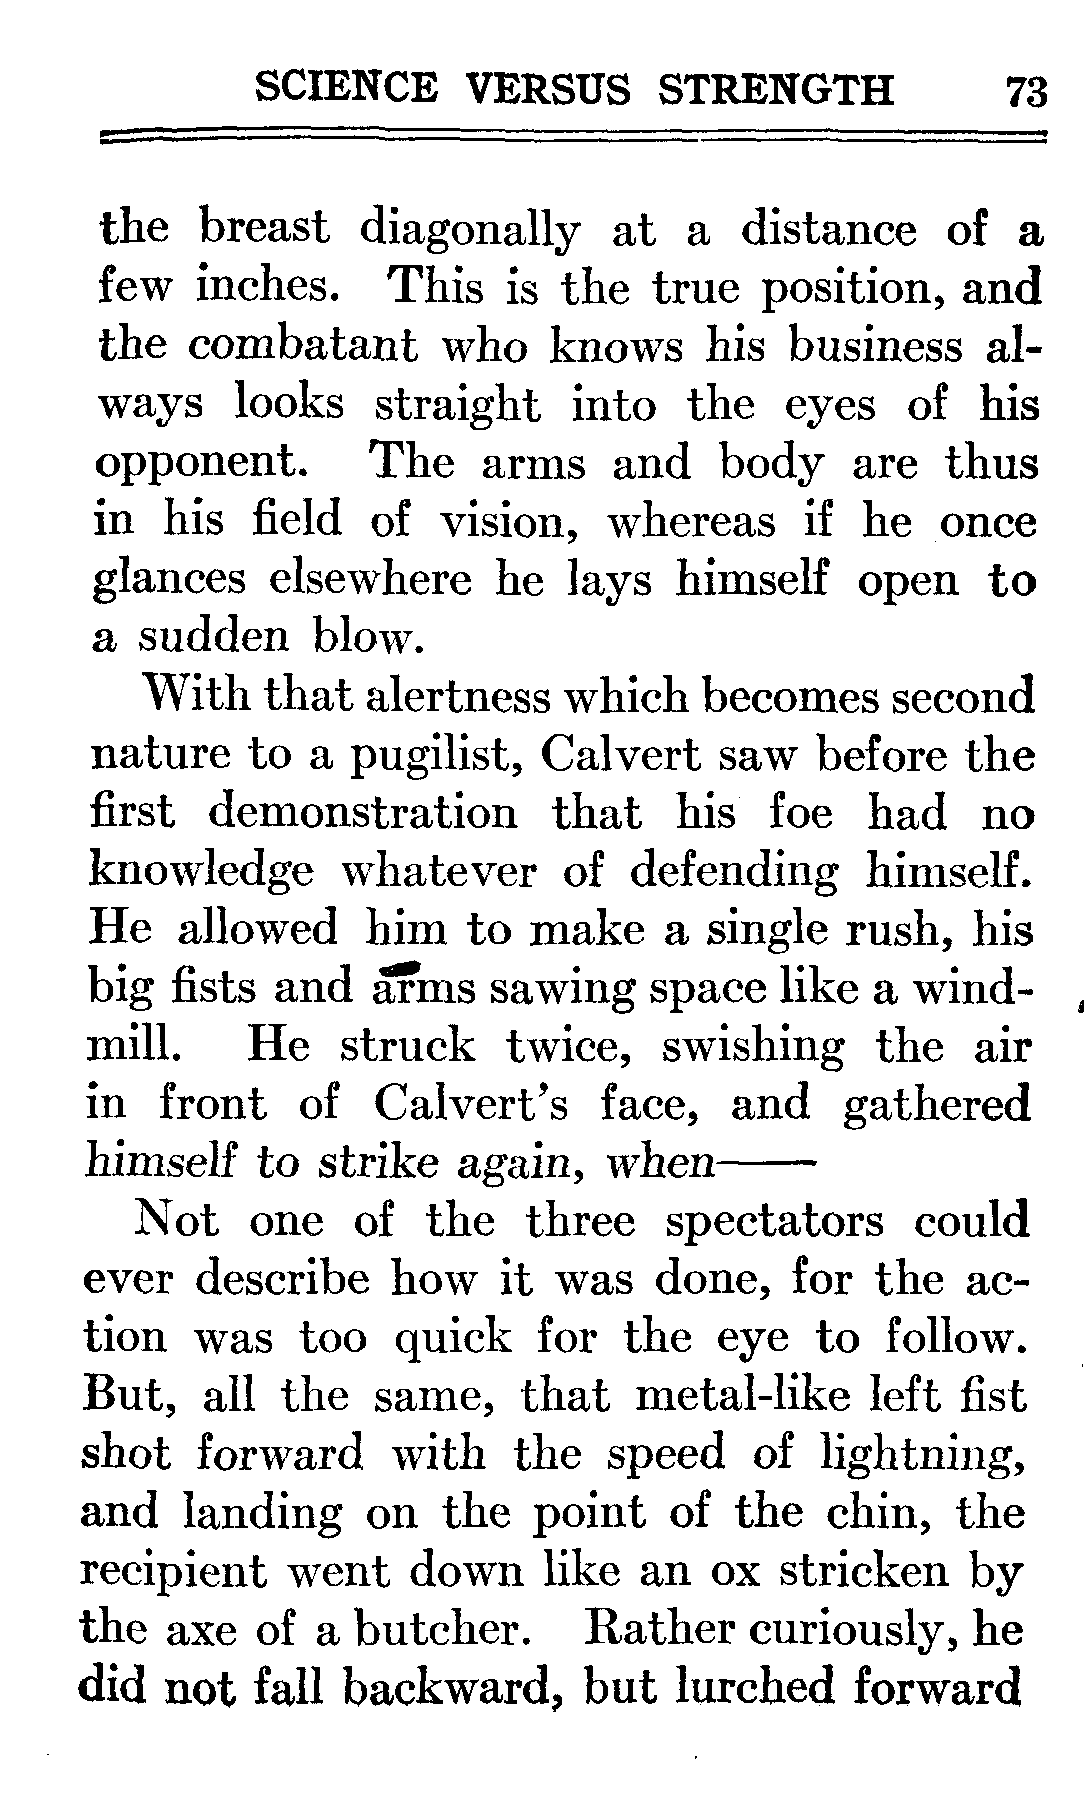 SCIENCE VERSUS STRENGTH 73
the breast diagonally at a distance of a
few inches. This is the true position, and
the combatant who knows his business al-
ways looks straight into the eyes of his
opponent. The arms and body are thus
in his field of vision, whereas if he once
glances elsewhere he lays himself open to
a sudden blow.
With that alertness which becomes second
nature to a pugilist, Calvert saw before the
first demonstration that his foe had no
knowledge whatever of defending himself.
He allowed him to make a single rush, his
big fists and arms sawing space like a wind-
mill. He struck twice, swishing the air
in front of Calvert's face, and gathered
himself to strike again, when——
Not one of the three spectators could
ever describe how it was done, for the ac-
tion was too quick for the eye to follow.
But, all the same, that metal-like left fist
shot forward with the speed of lightning,
and landing on the point of the chin, the
recipient went down like an ox stricken by
the axe of a butcher. Rather curiously, he
did not fall backward, but lurched forward